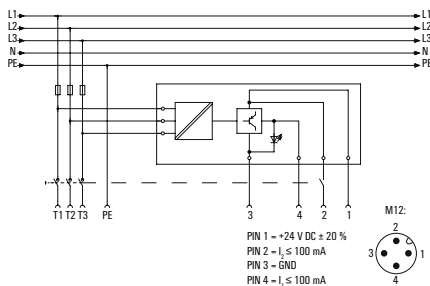 L1 L1
L2 L2
L3 L3
N N
PE PE
T1 T2 T3 PE 3 4 2 1
M12:
2
3 1
4
PIN 1 = +24 V DC ± 20 %
PIN 2 = I₂ ≤ 100 mA
PIN 3 = GND
PIN 4 = I₁ ≤ 100 mA